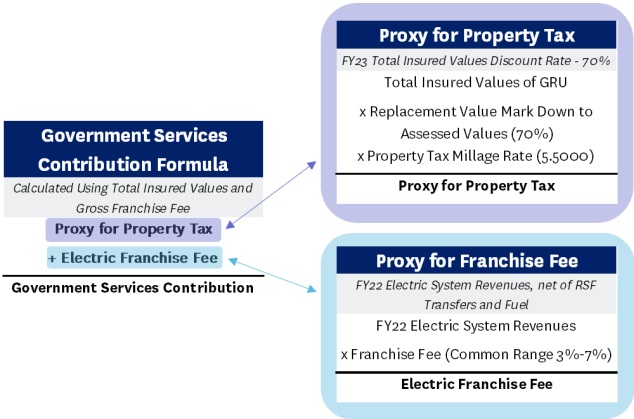 Government Services
Contribution Formula
Calculated Using Total Insured Values and
Gross Franchise Fee
Proxy for Property Tax
+ Electric Franchise Fee
Government Services Contribution
Proxy for Property Tax
FY23 Total Insured Values Discount Rate - 70%
Total Insured Values of GRU
x Replacement Value Mark Down to
Assessed Values (70%)
x Property Tax Millage Rate (5.5000)
Proxy for Property Tax
Proxy for Franchise Fee
FY22 Electric System Revenues, net of RSF
Transfers and Fuel
FY22 Electric System Revenues
x Franchise Fee (Common Range 3%-7%)
Electric Franchise Fee